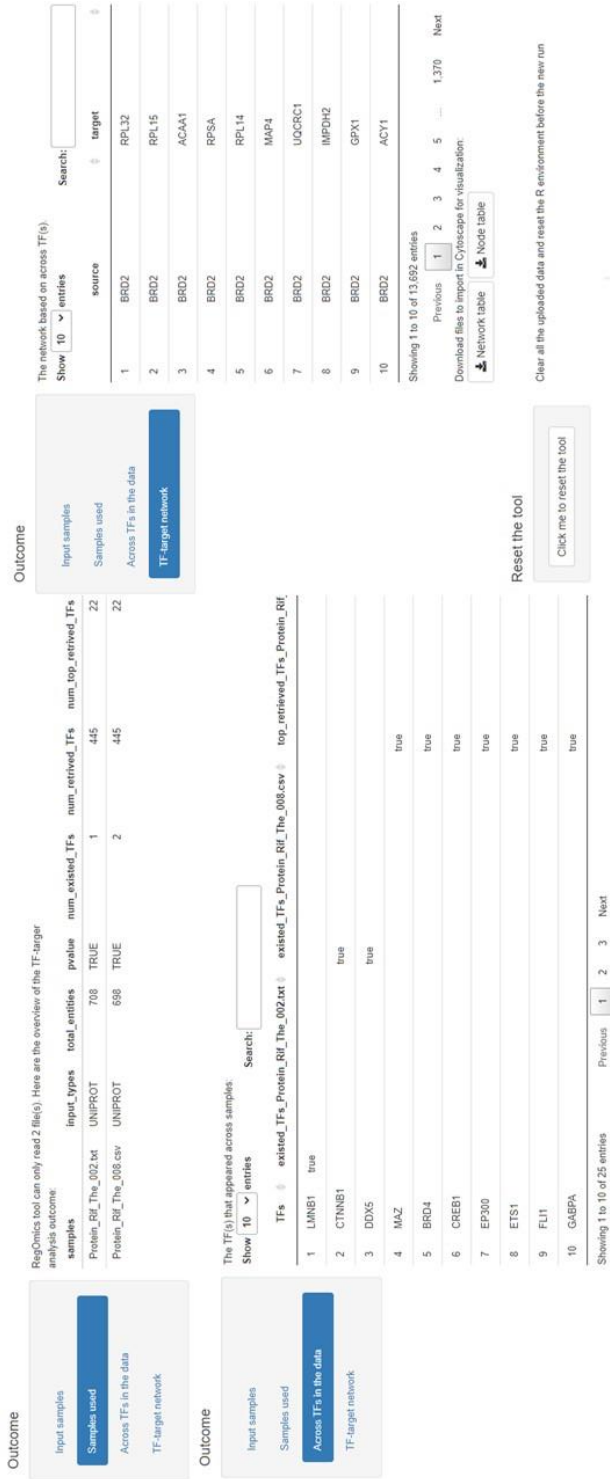 Outcome
Input samples
Samples used
Across TFs in the data
TF-target network
RegOmics tool can only read 2 file(s). Here are the overview of the TF-targer
analysis outcome:
samples input_types total_entities pvalue num_existed_TFs num_retrived_TFs num_top_retrived_TFs
Protein_Rif_The_002.txt UNIPROT 708 TRUE 1 445 22
Protein_Rif_The_008.csv UNIPROT 698 TRUE 2 445 22
Outcome
Input samples
Samples used
Across TFs in the data
TF-target network
The TF(s) that appeared across samples:
Show 10 entries Search:
TFs existed_TFs_Protein_Rif_The_002.txt existed_TFs_Protein_Rif_The_008.csv top_retrieved_TFs_Protein_Rif
1 LMNB1 true
2 CTNNB1 true
3 DDX5 true
4 MAZ true
5 BRD4 true
6 CREB1 true
7 EP300 true
8 ETS1 true
9 FLI1 true
10 GABPA true
Showing 1 to 10 of 25 entries
Previous 1 2 3 Next
Outcome
Input samples
Samples used
Across TFs in the data
TF-target network
The network based on across TF(s).
Show 10 entries Search:
source target
1 BRD2 RPL32
2 BRD2 RPL15
3 BRD2 ACAA1
4 BRD2 RPSA
5 BRD2 RPL14
6 BRD2 MAP4
7 BRD2 UQCRC1
8 BRD2 IMPDH2
9 BRD2 GPX1
10 BRD2 ACY1
Showing 1 to 10 of 13,692 entries
Previous 1 2 3 4 5 … 1,370 Next
Download files to import in Cytoscape for visualization:
Network table Node table
Reset the tool
Click me to reset the tool
Clear all the uploaded data and reset the R environment before the new run